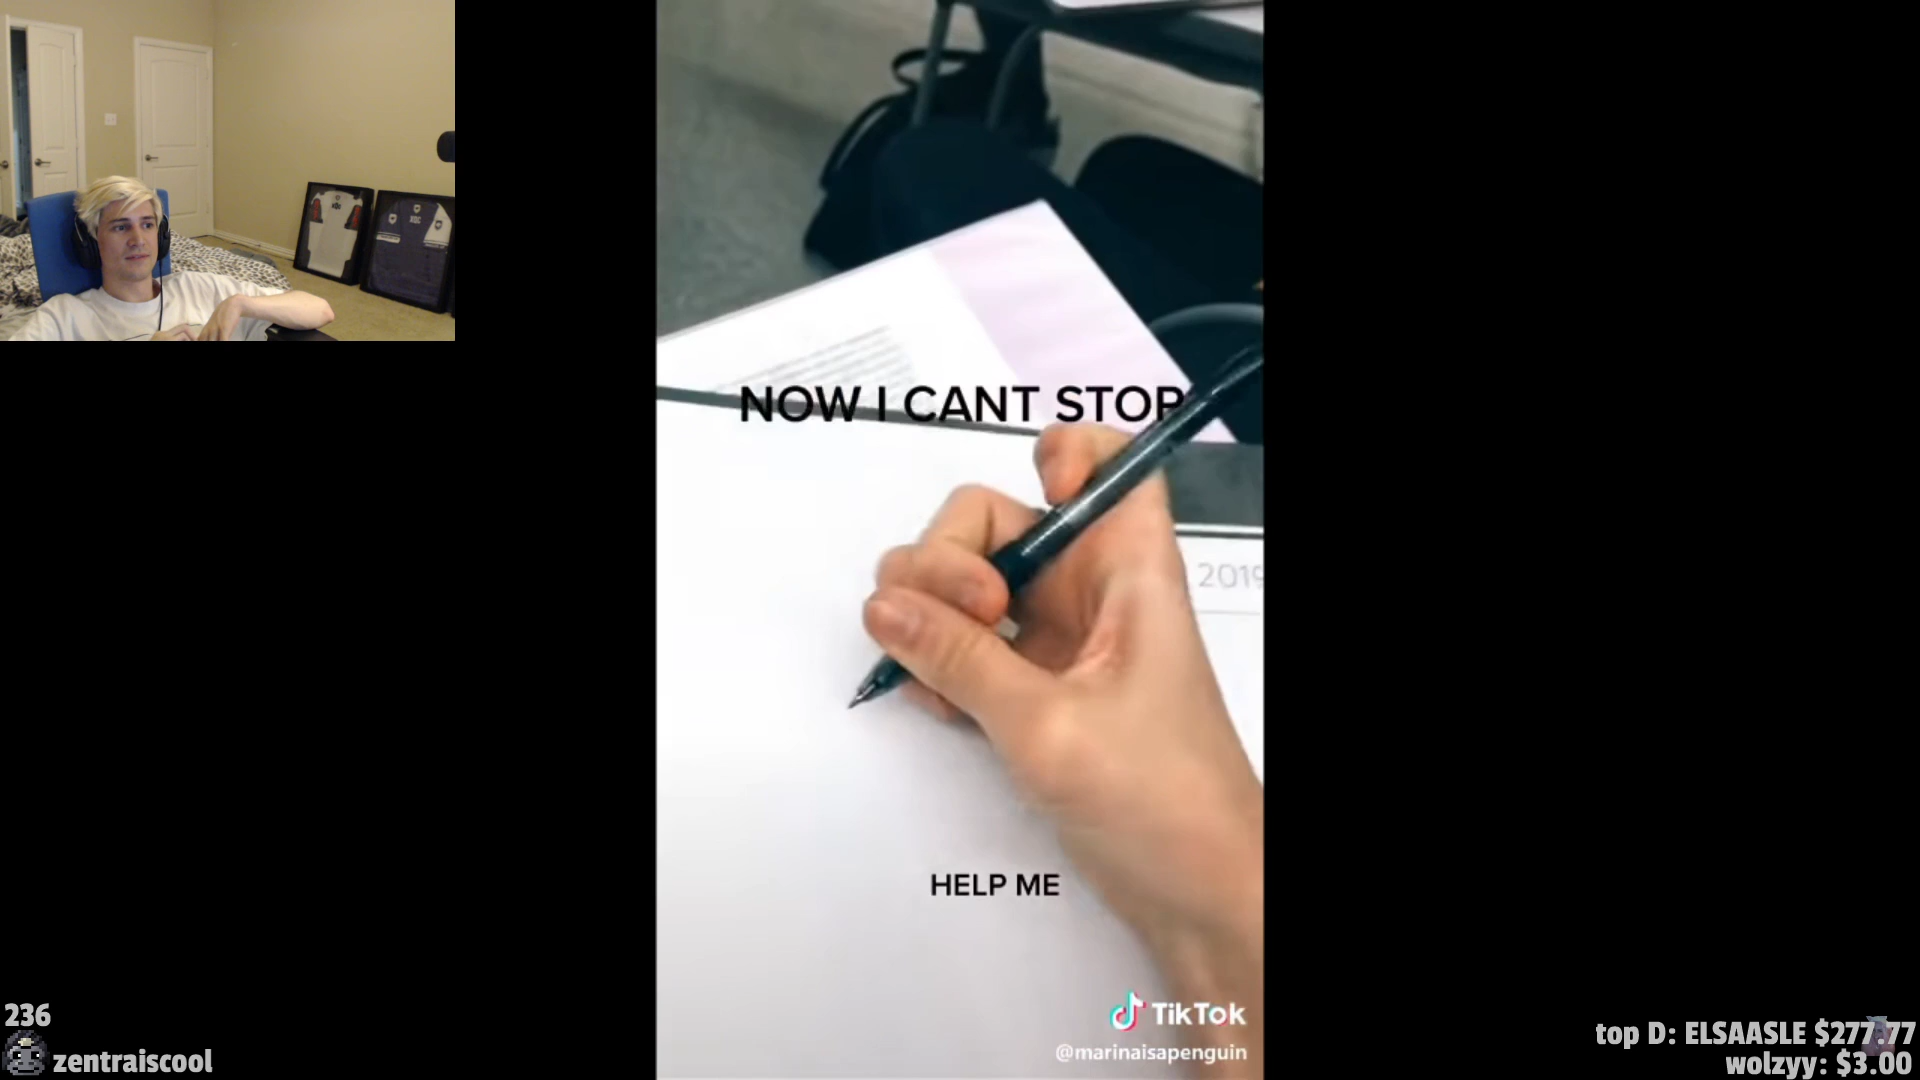 NOW I CANT STOP
2019
HELP ME
TikTok
@marinaisapenguin
236
zentraiscool
top D: ELSAASLE $277.77
wolzyy: $3.00